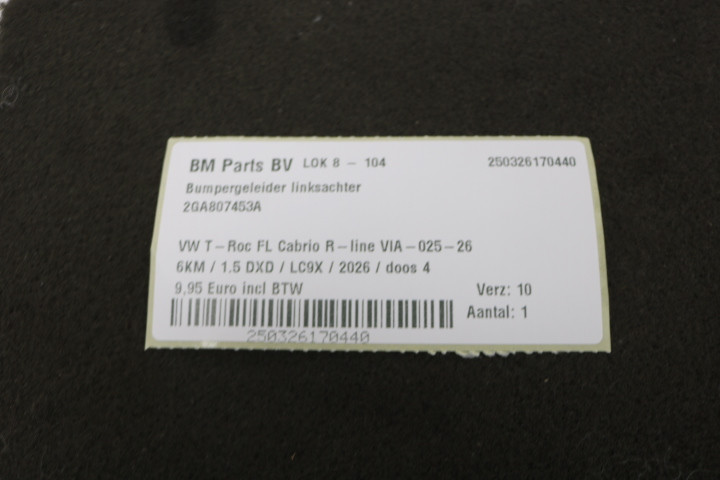 BM Parts BV LOK 8 - 104 250326170440
Bumpergeleider linksachter
2GA807453A
VW T-Roc FL Cabrio R-line VIA-025-26
6KM / 1.5 DXD / LC9X / 2026 / doos 4
9,95 Euro incl BTW Verz: 10
Aantal: 1
250326170440